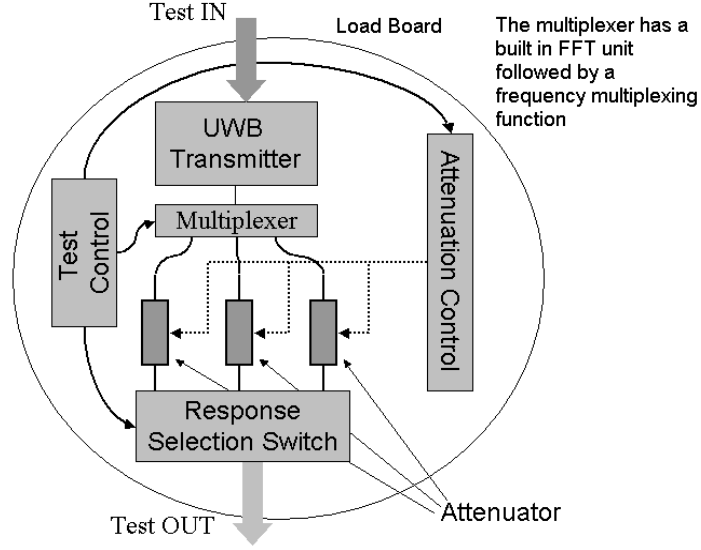 Test IN
Load Board
The multiplexer has a
built in FFT unit
followed by a
frequency multiplexing
function
UWB
Transmitter
Multiplexer
Test
Control
Attenuation Control
Response
Selection Switch
Attenuator
Test OUT